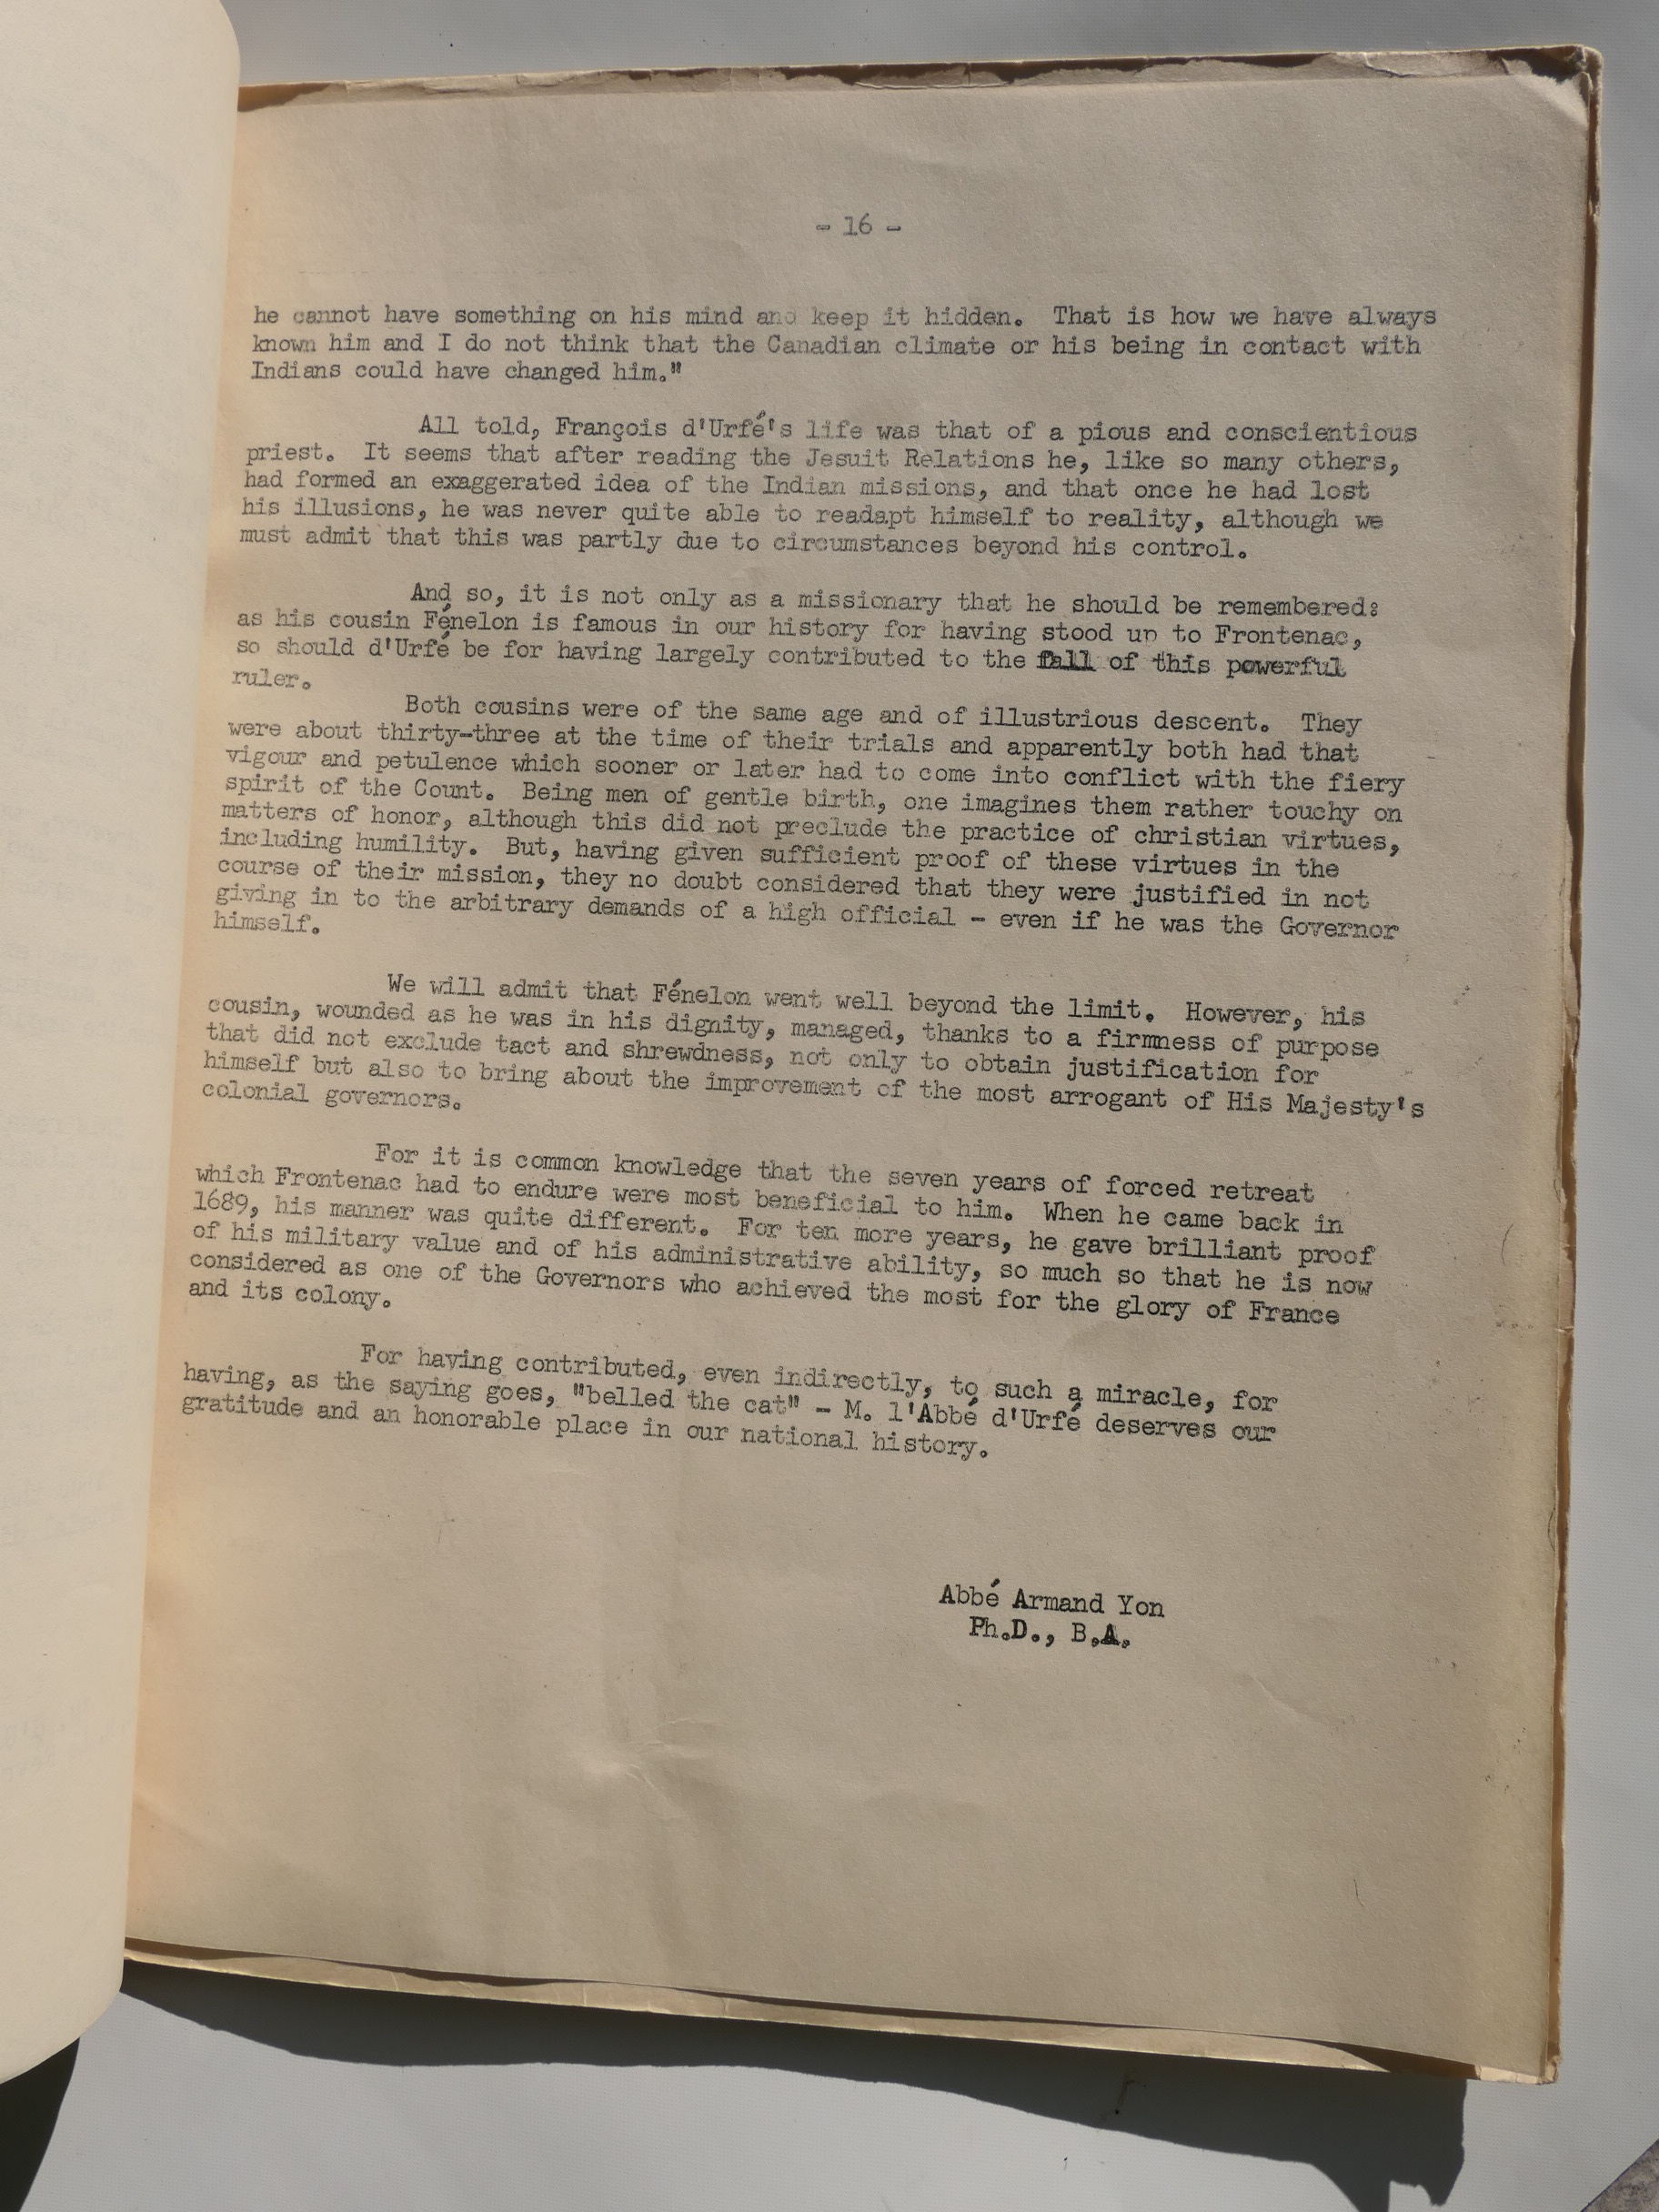 - 16 -
he cannot have something on his mind and keep it hidden. That is how we have always
known him and I do not think that the Canadian climate or his being in contact with
Indians could have changed him."
All told, François d'Urfé's life was that of a pious and conscientious
priest. It seems that after reading the Jesuit Relations he, like so many others,
had formed an exaggerated idea of the Indian missions, and that once he had lost
his illusions, he was never quite able to readapt himself to reality, although we
must admit that this was partly due to circumstances beyond his control.
And so, it is not only as a missionary that he should be remembered:
as his cousin Fénelon is famous in our history for having stood up to Frontenac,
so should d'Urfé be for having largely contributed to the fall of this powerful
ruler.
Both cousins were of the same age and of illustrious descent. They
were about thirty-three at the time of their trials and apparently both had that
vigour and petulence which sooner or later had to come into conflict with the fiery
spirit of the Count. Being men of gentle birth, one imagines them rather touchy on
matters of honor, although this did not preclude the practice of christian virtues,
including humility. But, having given sufficient proof of these virtues in the
course of their mission, they no doubt considered that they were justified in not
giving in to the arbitrary demands of a high official - even if he was the Governor
himself.
We will admit that Fénelon went well beyond the limit. However, his
cousin, wounded as he was in his dignity, managed, thanks to a firmness of purpose
that did not exclude tact and shrewdness, not only to obtain justification for
himself but also to bring about the improvement of the most arrogant of His Majesty's
colonial governors.
For it is common knowledge that the seven years of forced retreat
which Frontenac had to endure were most beneficial to him. When he came back in
1689, his manner was quite different. For ten more years, he gave brilliant proof
of his military value and of his administrative ability, so much so that he is now
considered as one of the Governors who achieved the most for the glory of France
and its colony.
For having contributed, even indirectly, to such a miracle, for
having, as the saying goes, "belled the cat" - M. l'Abbé d'Urfé deserves our
gratitude and an honorable place in our national history.
Abbé Armand Yon
Ph.D., B.A.